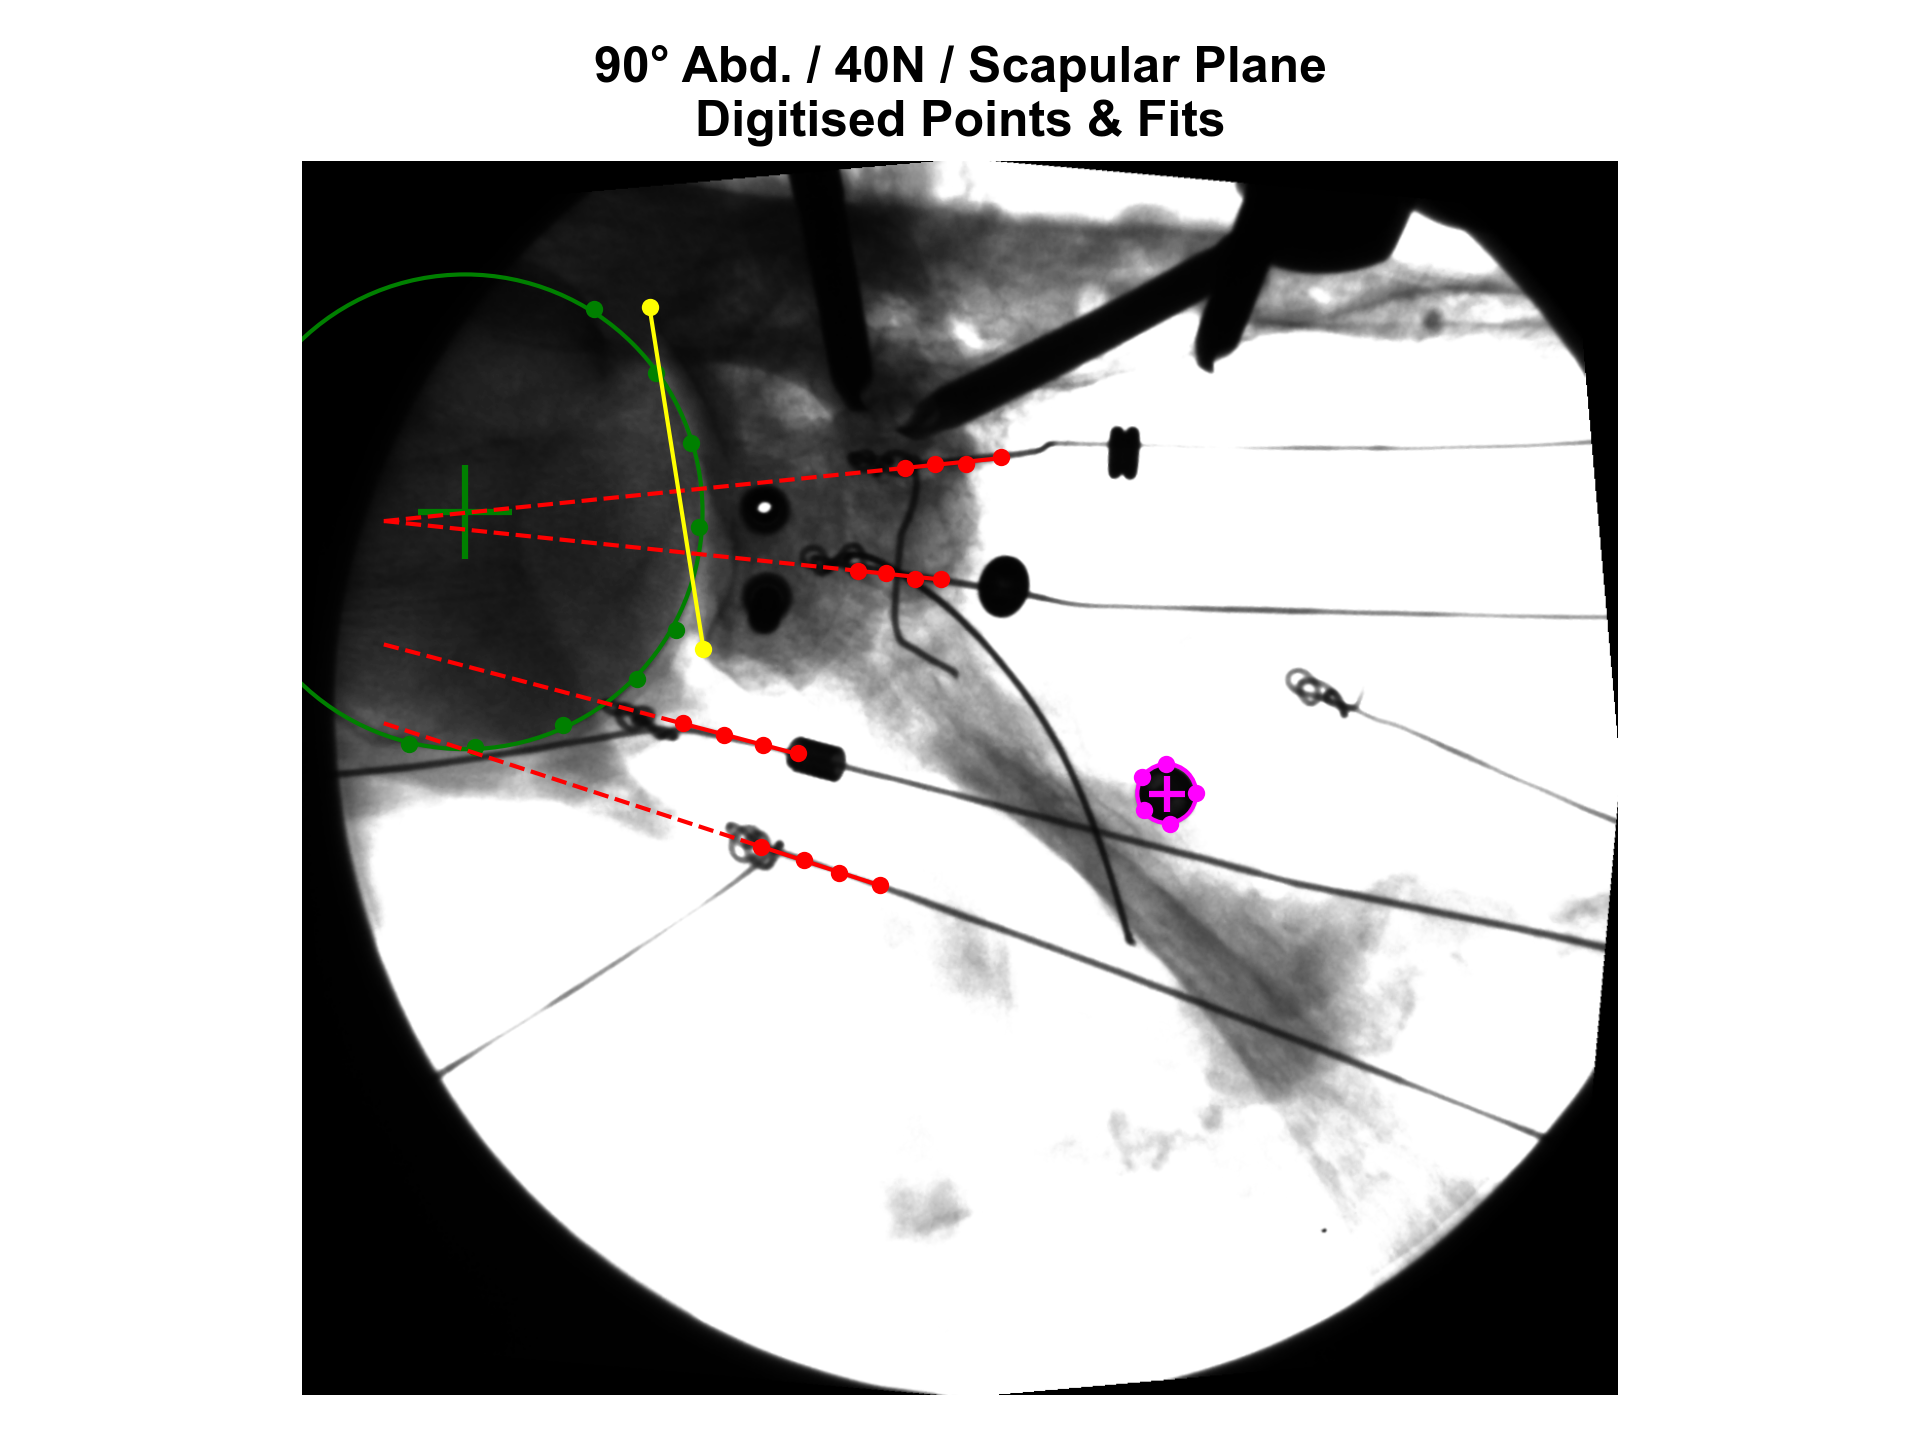 90° Abd. / 40N / Scapular Plane
Digitised Points & Fits